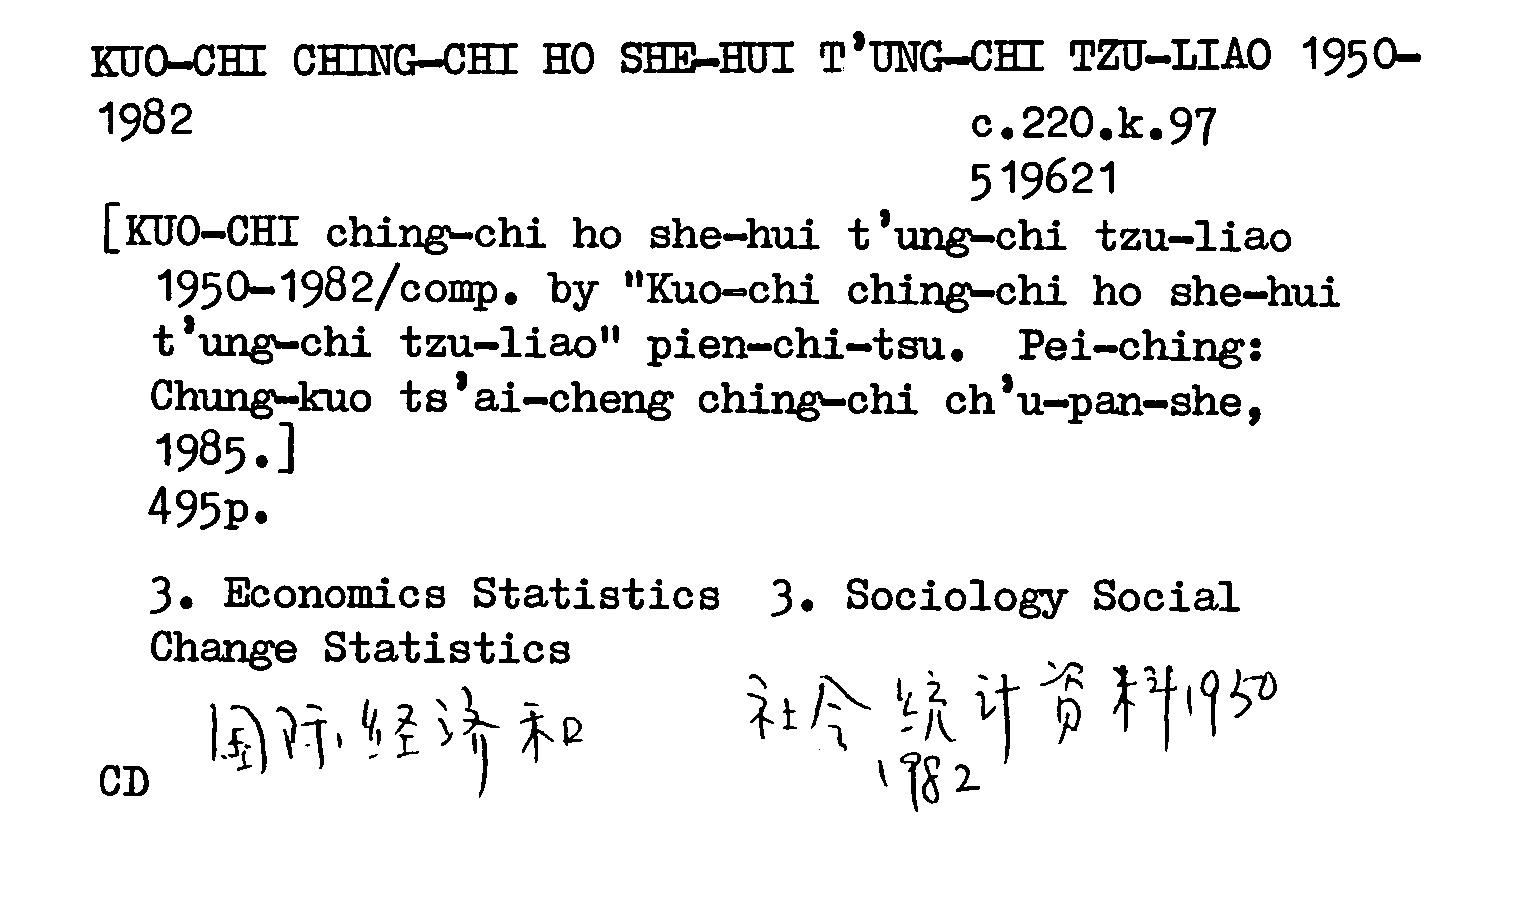 KUO-CHI CHING-CHI HO SHE-HUI T'UNG-CHI TZU-LIAO 1950-
1982
c.220.k.97
519621
[KUO-CHI ching-chi ho she-hui t'ung-chi tzu-liao
1950-1982/comp. by "Kuo-chi ching-chi ho she-hui
t'ung-chi tzu-liao" pien-chi-tsu. Pei-ching:
Chung-kuo ts'ai-cheng ching-chi ch'u-pan-she,
1985.]
495p.
3. Economics Statistics 3. Sociology Social
Change Statistics
国际经济和 社会统计资料1950
1982
CD